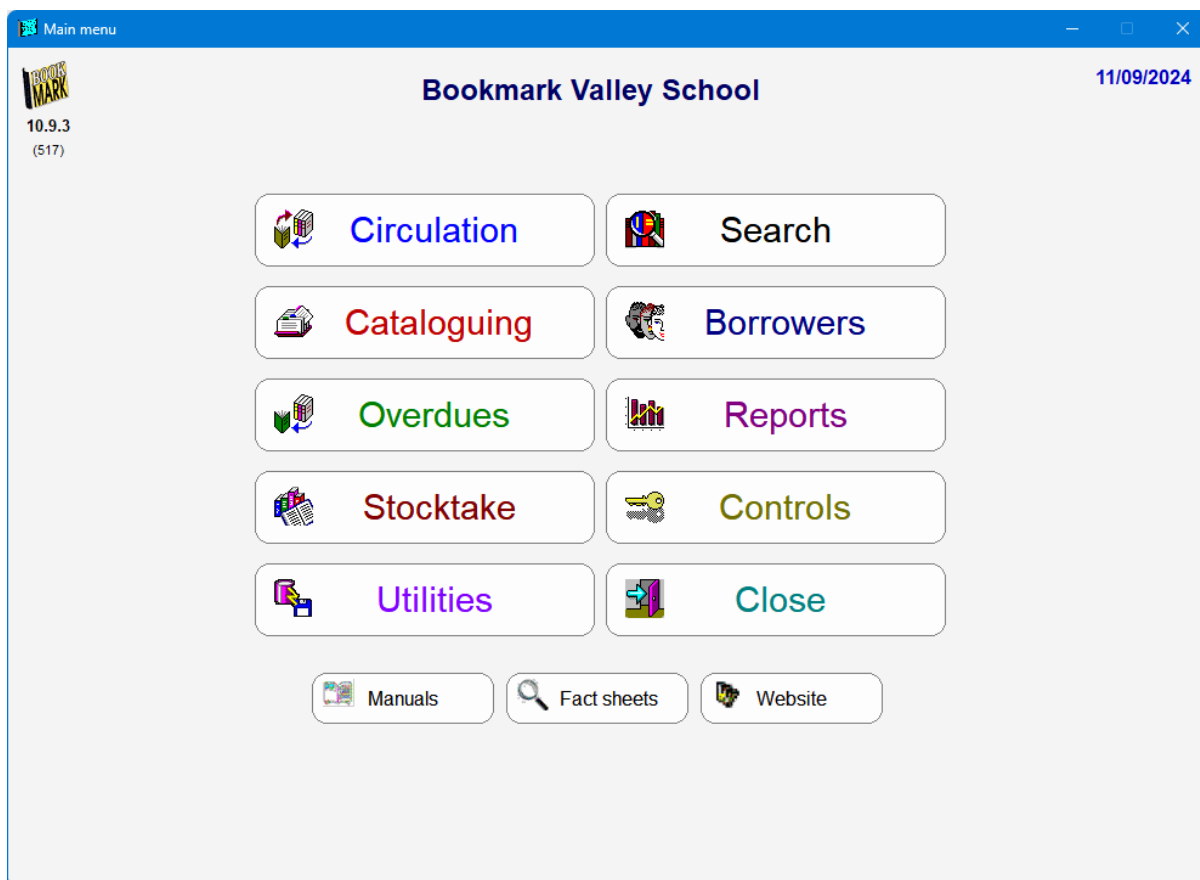 Main menu
BOOK
MARK
10.9.3
(517)
Bookmark Valley School
11/09/2024
Circulation
Search
Cataloguing
Borrowers
Overdues
Reports
Stocktake
Controls
Utilities
Close
Manuals
Fact sheets
Website